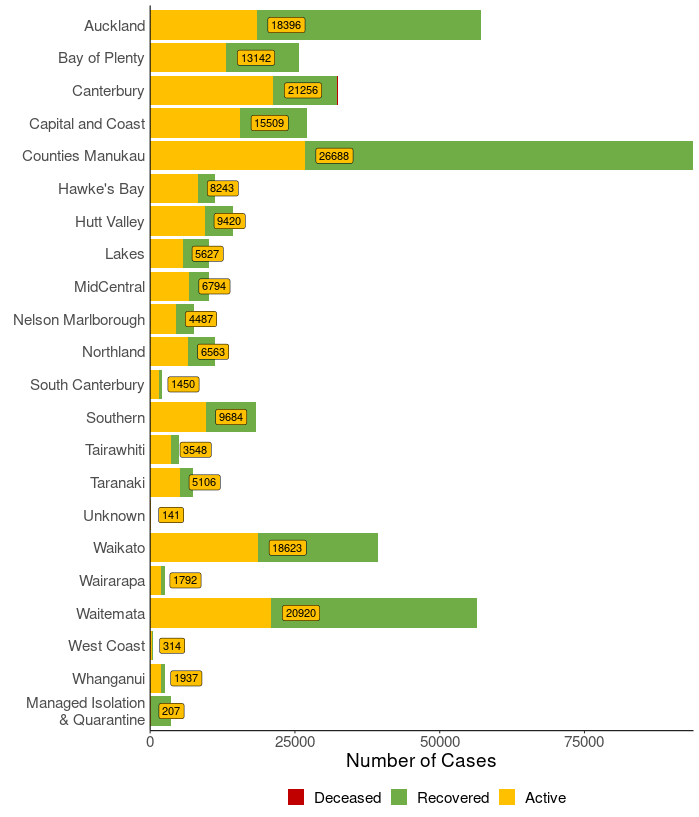 Auckland 18396
Bay of Plenty 13142
Canterbury 21256
Capital and Coast 15509
Counties Manukau 26688
Hawke's Bay 8243
Hutt Valley 9420
Lakes 5627
MidCentral 6794
Nelson Marlborough 4487
Northland 6563
South Canterbury 1450
Southern 9684
Tairawhiti 3548
Taranaki 5106
Unknown 141
Waikato 18623
Wairarapa 1792
Waitemata 20920
West Coast 314
Whanganui 1937
Managed Isolation
& Quarantine 207
0 25000 50000 75000
Number of Cases
Deceased Recovered Active